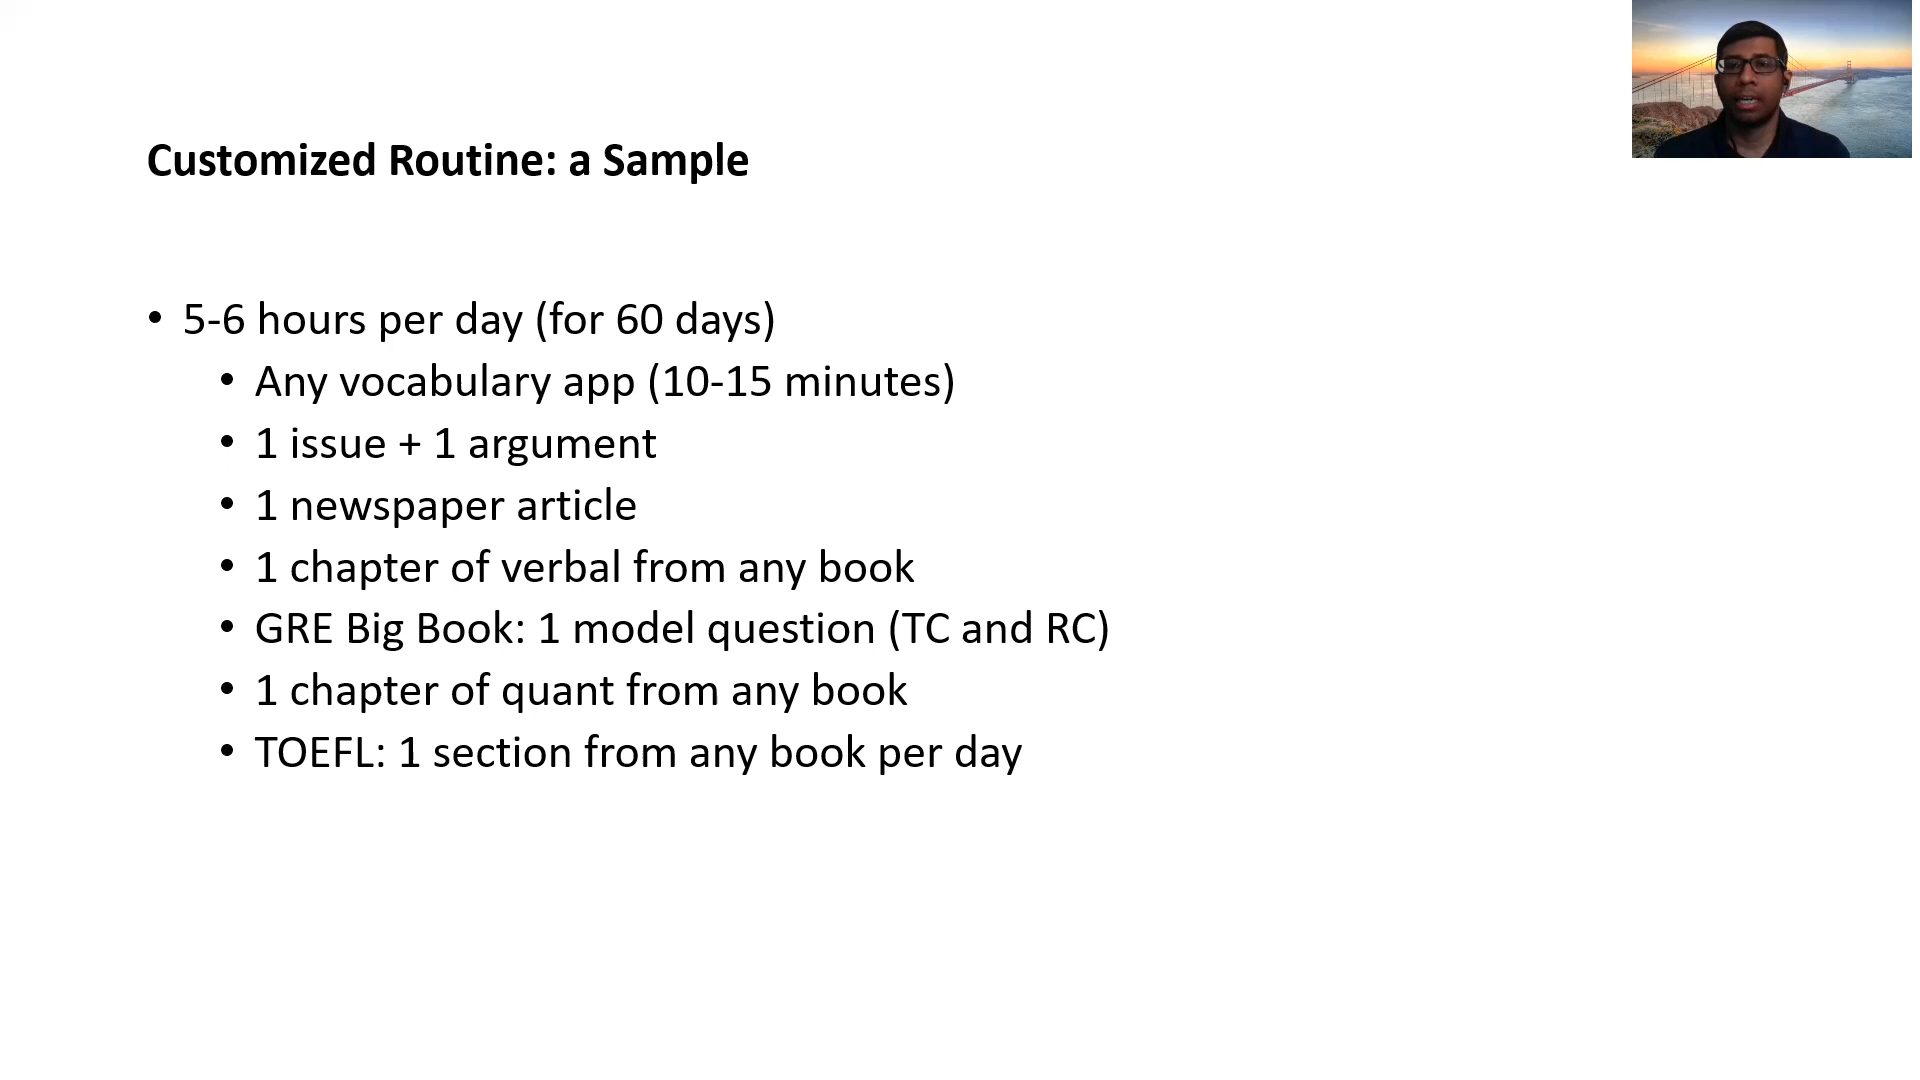 Customized Routine: a Sample
• 5-6 hours per day (for 60 days)
• Any vocabulary app (10-15 minutes)
• 1 issue + 1 argument
• 1 newspaper article
• 1 chapter of verbal from any book
• GRE Big Book: 1 model question (TC and RC)
• 1 chapter of quant from any book
• TOEFL: 1 section from any book per day